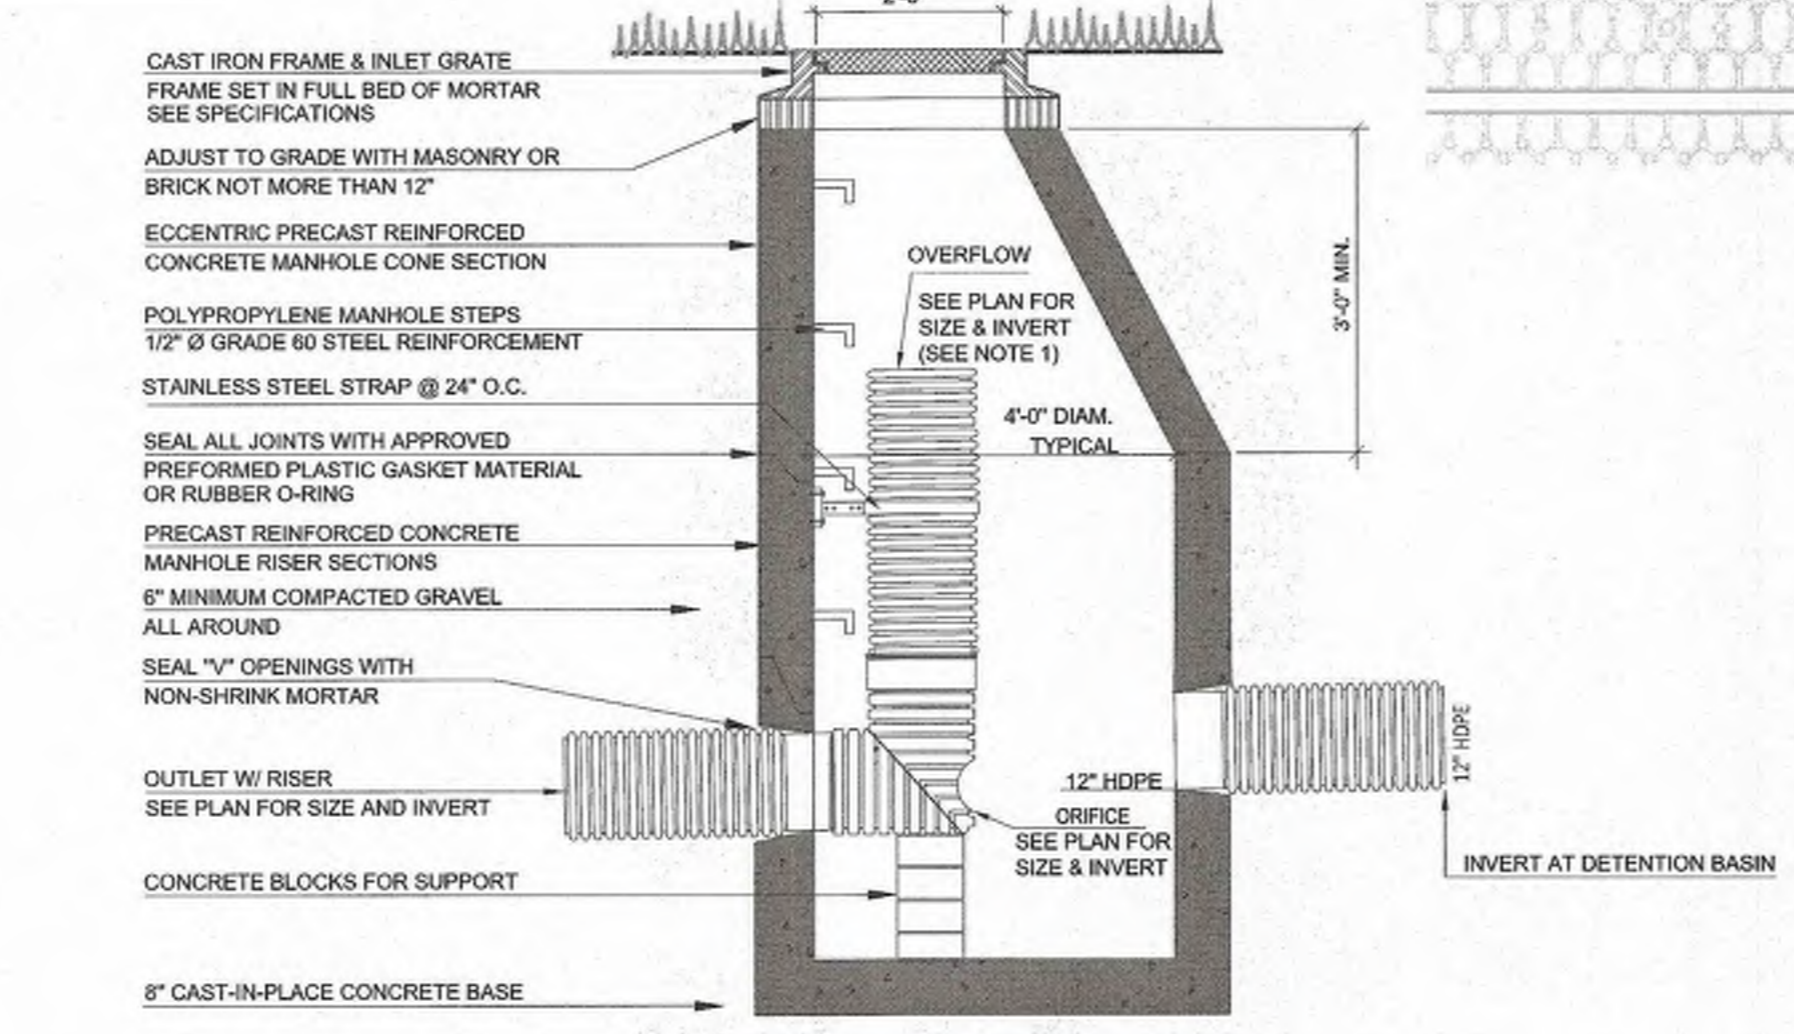 CAST IRON FRAME & INLET GRATE
FRAME SET IN FULL BED OF MORTAR
SEE SPECIFICATIONS
ADJUST TO GRADE WITH MASONRY OR
BRICK NOT MORE THAN 12"
ECCENTRIC PRECAST REINFORCED
CONCRETE MANHOLE CONE SECTION
POLYPROPYLENE MANHOLE STEPS
1/2" Ø GRADE 60 STEEL REINFORCEMENT
STAINLESS STEEL STRAP @ 24" O.C.
SEAL ALL JOINTS WITH APPROVED
PREFORMED PLASTIC GASKET MATERIAL
OR RUBBER O-RING
PRECAST REINFORCED CONCRETE
MANHOLE RISER SECTIONS
6" MINIMUM COMPACTED GRAVEL
ALL AROUND
SEAL "V" OPENINGS WITH
NON-SHRINK MORTAR
OUTLET W/ RISER
SEE PLAN FOR SIZE AND INVERT
CONCRETE BLOCKS FOR SUPPORT
8" CAST-IN-PLACE CONCRETE BASE
OVERFLOW
SEE PLAN FOR
SIZE & INVERT
(SEE NOTE 1)
4'-0" DIAM.
TYPICAL
3'-0" MIN.
12" HDPE
ORIFICE
SEE PLAN FOR
SIZE & INVERT
12" HDPE
INVERT AT DETENTION BASIN